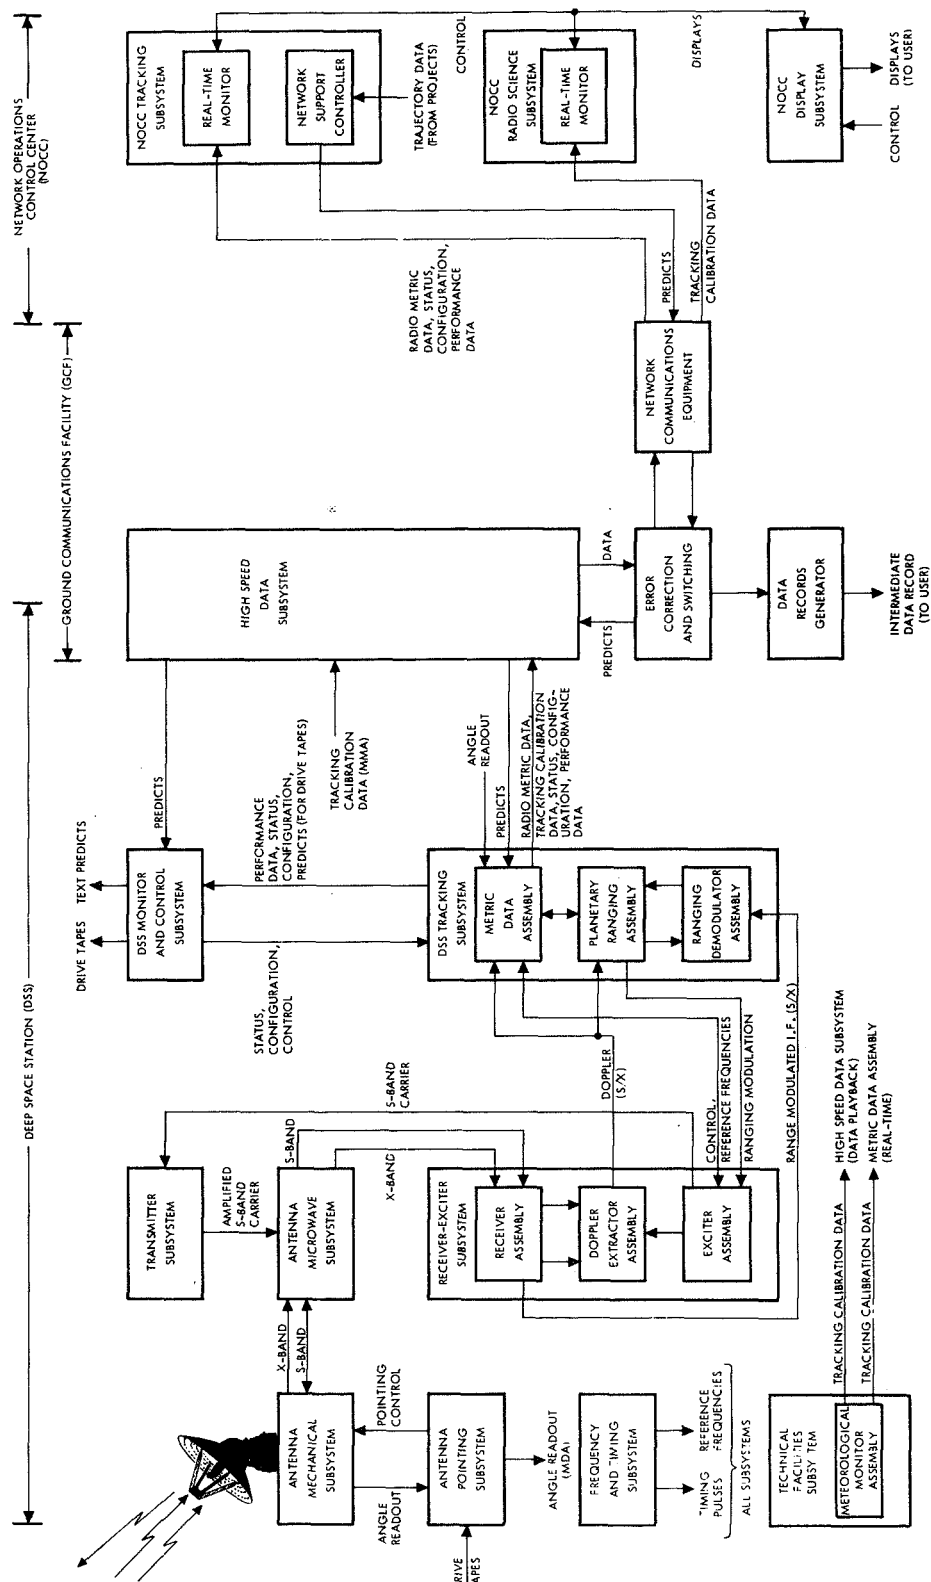 DEEP SPACE STATION (DSS)
GROUND COMMUNICATIONS FACILITY (GCF)
NETWORK OPERATIONS
CONTROL CENTER
(NOCC)
DRIVE TAPES
TEXT PREDICTS
TRANSMITTER
SUBSYSTEM
AMPLIFIED
S-BAND
CARRIER
S-BAND
CARRIER
ANTENNA
MECHANICAL
SUBSYSTEM
X-BAND
S-BAND
ANTENNA
MICROWAVE
SUBSYSTEM
S-BAND
X-BAND
POINTING
CONTROL
ANGLE
READOUT
ANTENNA
POINTING
SUBSYSTEM
ANGLE READOUT
(MDA)
RECEIVER-EXCITER
SUBSYSTEM
RECEIVER
ASSEMBLY
DOPPLER
EXTRACTOR
ASSEMBLY
EXCITER
ASSEMBLY
DOPPLER
(S/X)
CONTROL,
REFERENCE FREQUENCIES
RANGING MODULATION
RANGE MODULATED I.F. (S/X)
FREQUENCY
AND TIMING
SUBSYSTEM
PULSES
REFERENCE
FREQUENCIES
ALL SUBSYSTEMS
TECHNICAL
FACILITIES
METEOROLOGICAL
MONITOR
ASSEMBLY
TRACKING CALIBRATION DATA
HIGH SPEED DATA SUBSYSTEM
(DATA PLAYBACK)
TRACKING CALIBRATION DATA
METRIC DATA ASSEMBLY
(REAL-TIME)
DSS MONITOR
AND CONTROL
SUBSYSTEM
PREDICTS
STATUS,
CONFIGURATION,
CONTROL
PERFORMANCE
DATA, STATUS,
CONFIGURATION,
PREDICTS (FOR DRIVE TAPES)
TRACKING
CALIBRATION
DATA (MMA)
DSS TRACKING
SUBSYSTEM
METRIC
DATA
ASSEMBLY
PLANETARY
RANGING
ASSEMBLY
RANGING
DEMODULATOR
ASSEMBLY
ANGLE
READOUT
PREDICTS
RADIO METRIC DATA,
TRACKING CALIBRATION
DATA, STATUS, CONFIG-
URATION, PERFORMANCE
DATA
HIGH SPEED
DATA
SUBSYSTEM
PREDICTS
DATA
ERROR
CORRECTION
AND SWITCHING
DATA
RECORDS
GENERATOR
INTERMEDIATE
DATA RECORD
(TO USER)
NETWORK
COMMUNICATIONS
EQUIPMENT
RADIO METRIC
DATA, STATUS,
CONFIGURATION,
PERFORMANCE
DATA
PREDICTS
TRACKING
CALIBRATION DATA
NOCC TRACKING
SUBSYSTEM
REAL-TIME
MONITOR
NETWORK
SUPPORT
CONTROLLER
TRAJECTORY DATA
(FROM PROJECTS)
CONTROL
NOCC
RADIO SCIENCE
SUBSYSTEM
REAL-TIME
MONITOR
DISPLAYS
NOCC
DISPLAY
SUBSYSTEM
CONTROL
DISPLAYS
(TO USER)